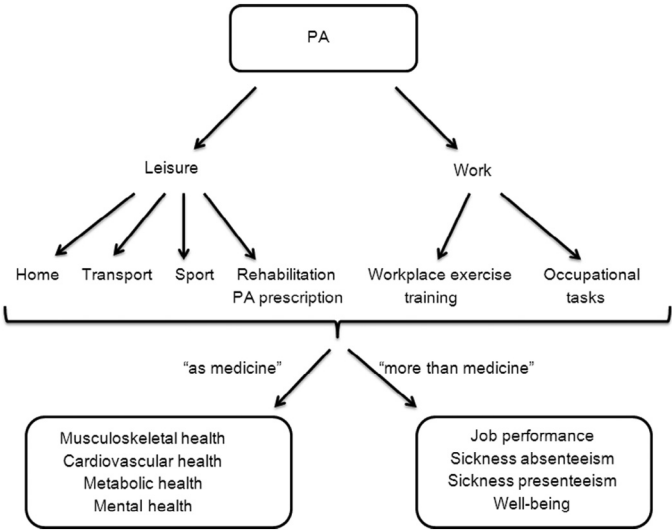 PA
Leisure
Work
Home
Transport
Sport
Rehabilitation
PA prescription
Workplace exercise
training
Occupational
tasks
“as medicine”
“more than medicine”
Musculoskeletal health
Cardiovascular health
Metabolic health
Mental health
Job performance
Sickness absenteeism
Sickness presenteeism
Well-being